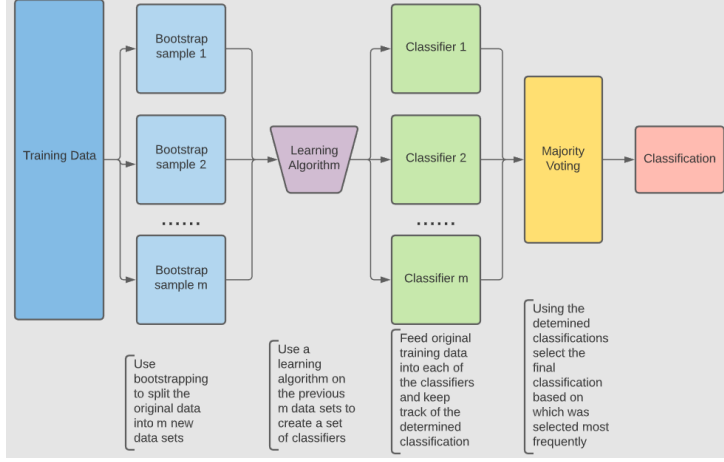 Training Data
Bootstrap
sample 1
Bootstrap
sample 2
......
Bootstrap
sample m
Learning
Algorithm
Classifier 1
Classifier 2
......
Classifier m
Majority
Voting
Classification
Use
bootstrapping
to split the
original data
into m new
data sets
Use a
learning
algorithm on
the previous
m data sets to
create a set
of classifiers
Feed original
training data
into each of
the classifiers
and keep
track of the
determined
classification
Using the
detemined
classifications
select the
final
classification
based on
which was
selected most
frequently